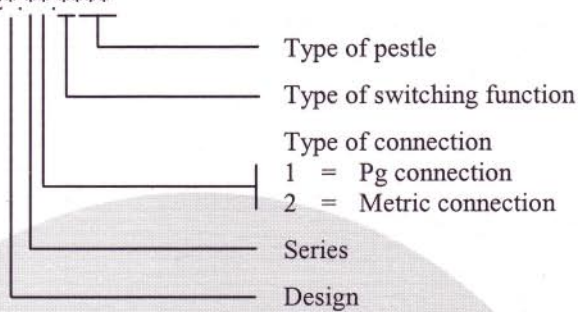 Type of pestle
Type of switching function
Type of connection
1 = Pg connection
2 = Metric connection
Series
Design